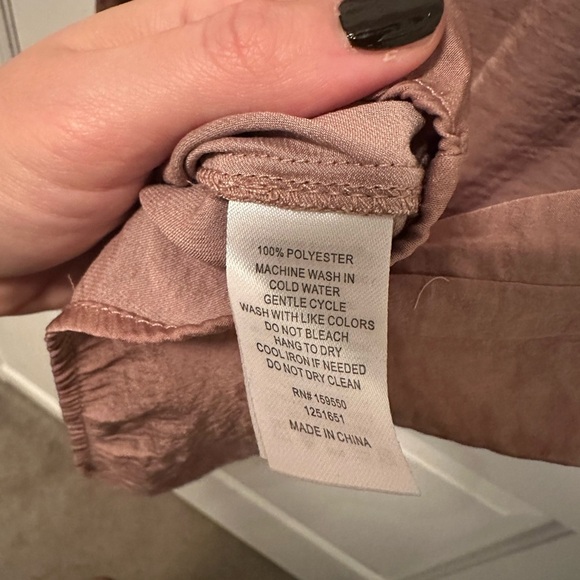 100% POLYESTER
MACHINE WASH IN
COLD WATER
GENTLE CYCLE
WASH WITH LIKE COLORS
DO NOT BLEACH
HANG TO DRY
COOL IRON IF NEEDED
DO NOT DRY CLEAN
RN# 159550
1251651
MADE IN CHINA